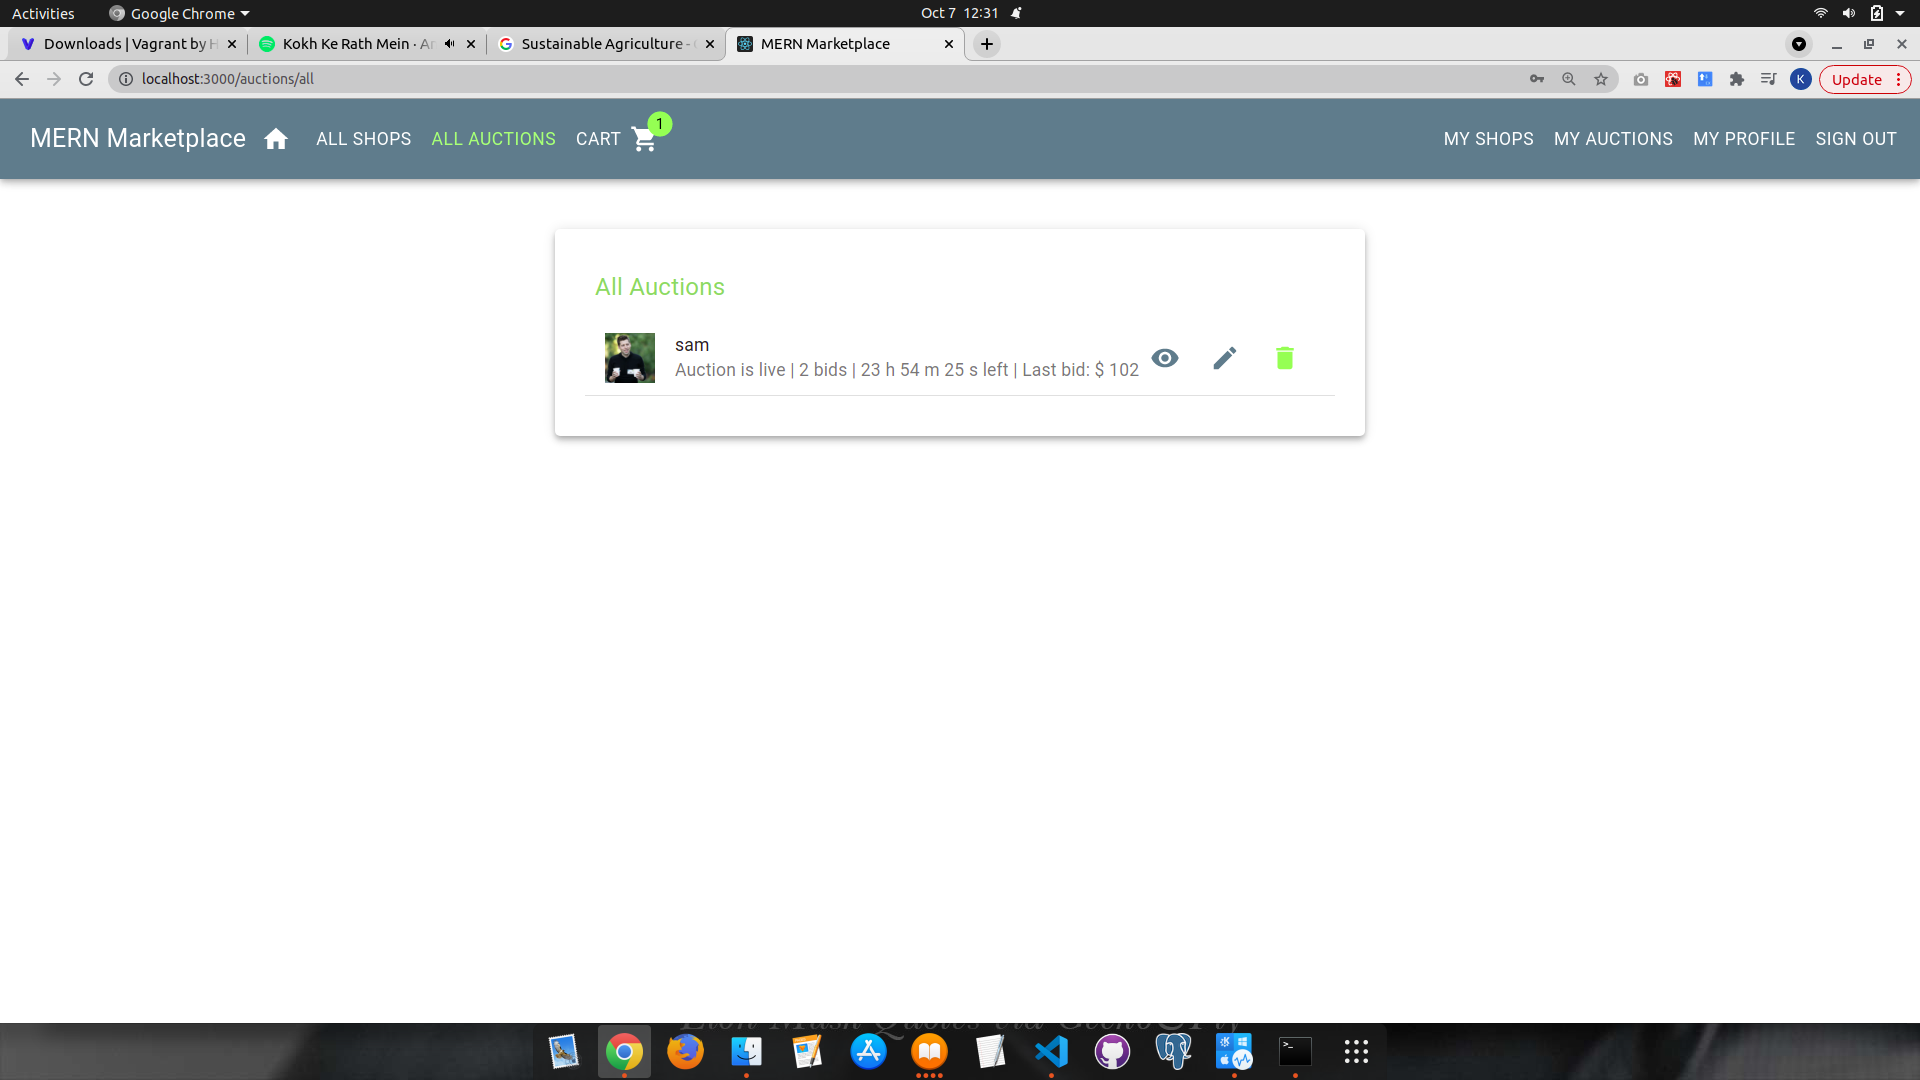 Activities
Google Chrome
Oct 7 12:31
Downloads | Vagrant by H
Kokh Ke Rath Mein · Ar
Sustainable Agriculture -
MERN Marketplace
localhost:3000/auctions/all
K
Update
MERN Marketplace
ALL SHOPS
ALL AUCTIONS
CART
1
MY SHOPS
MY AUCTIONS
MY PROFILE
SIGN OUT
All Auctions
sam
Auction is live | 2 bids | 23 h 54 m 25 s left | Last bid: $ 102
>_